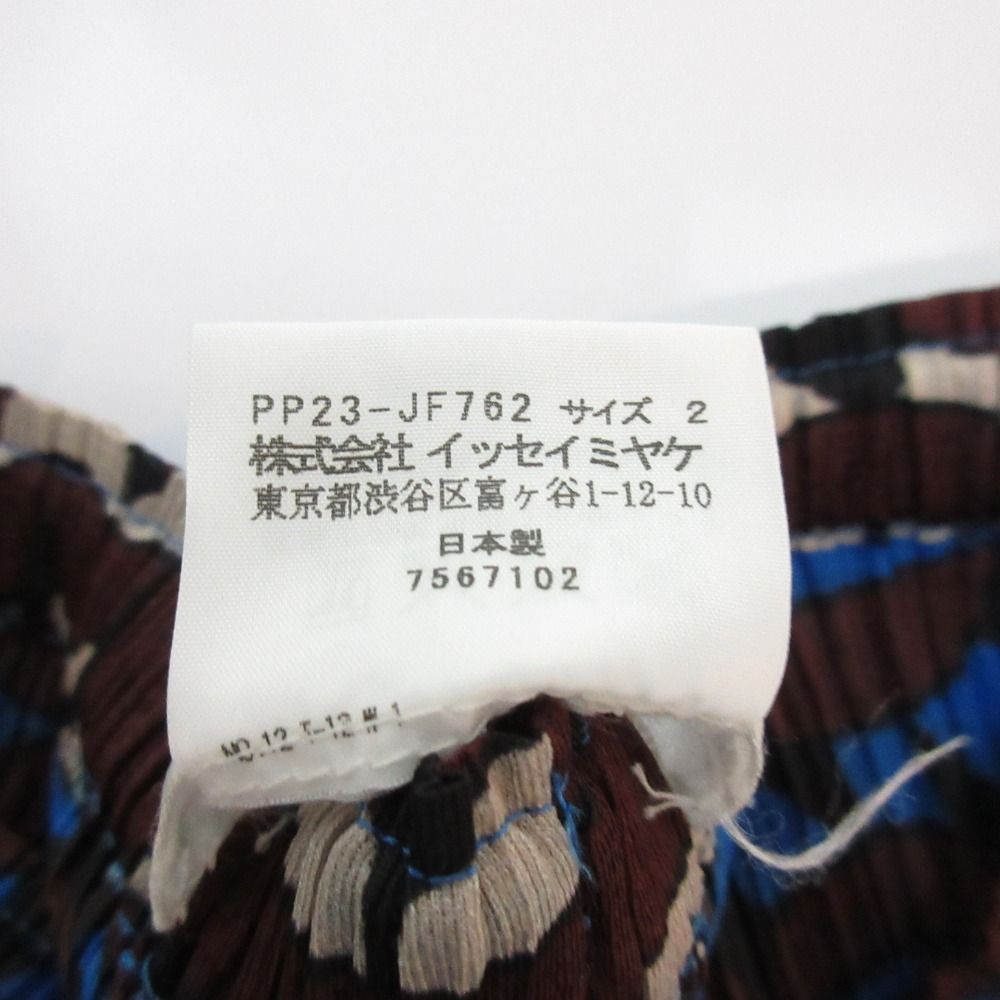 PP23-JF762 サイズ 2
株式会社 イッセイミヤケ
東京都渋谷区富ヶ谷1-12-10
日本製
7567102